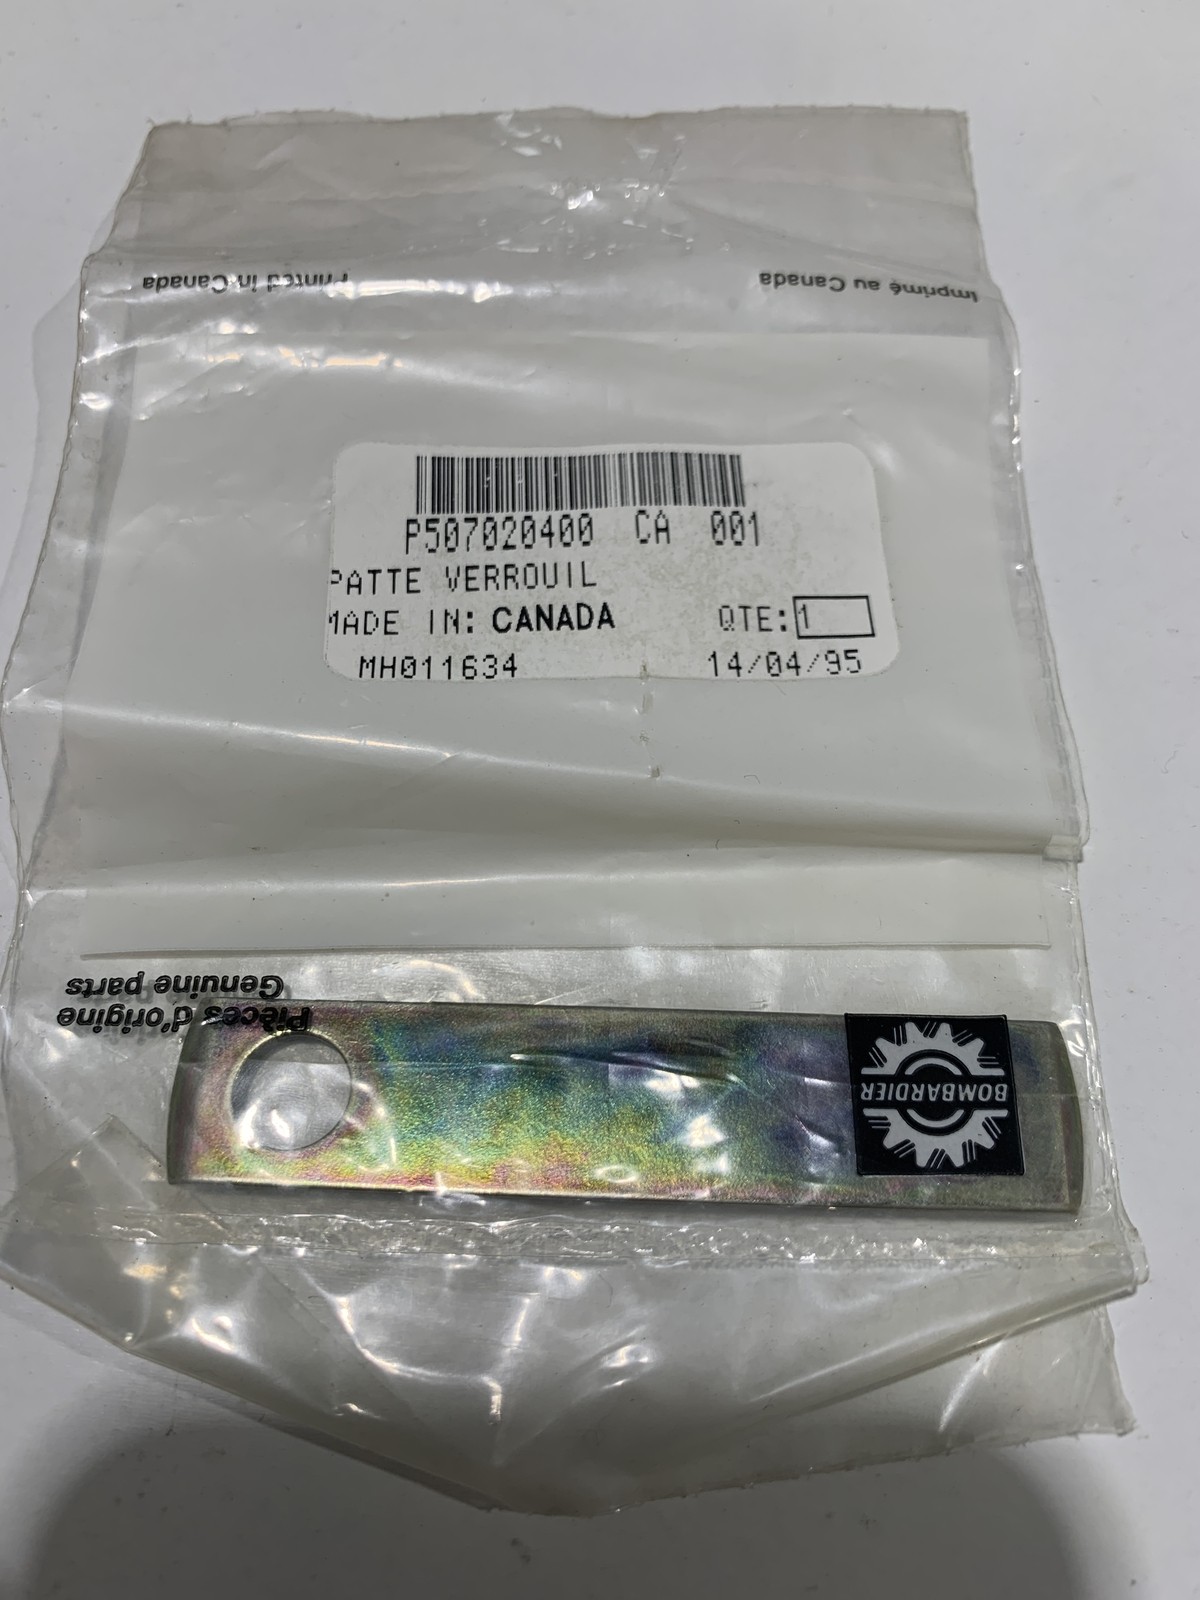 Printed in Canada
Imprimé au Canada
P507020400 CA 001
PATTE VERROUIL
MADE IN: CANADA QTE: 1
MH011634 14/04/95
Pièces d'origine
Genuine parts
BOMBARDIER